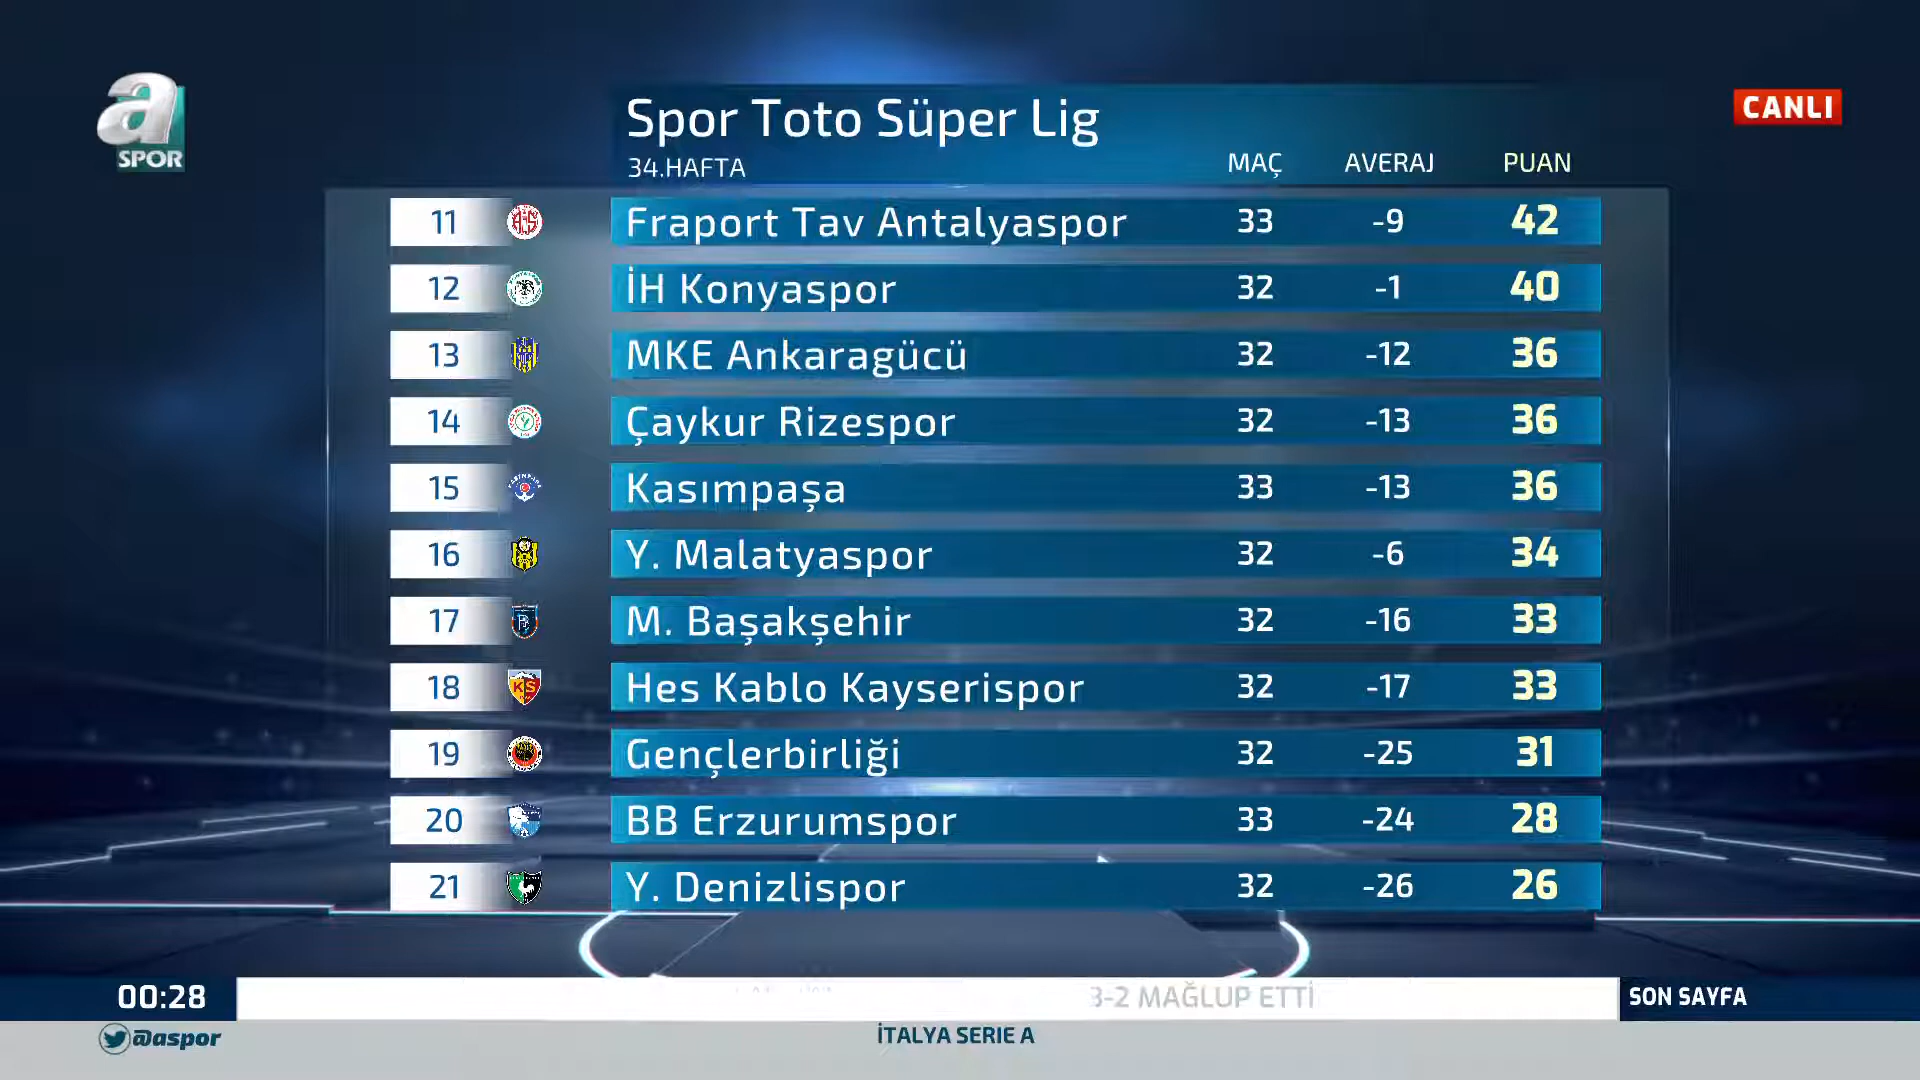 a
SPOR
CANLI
Spor Toto Süper Lig
34.HAFTA MAÇ AVERAJ PUAN
11 Fraport Tav Antalyaspor 33 -9 42
12 İH Konyaspor 32 -1 40
13 MKE Ankaragücü 32 -12 36
14 Çaykur Rizespor 32 -13 36
15 Kasımpaşa 33 -13 36
16 Y. Malatyaspor 32 -6 34
17 M. Başakşehir 32 -16 33
18 Hes Kablo Kayserispor 32 -17 33
19 Gençlerbirliği 32 -25 31
20 BB Erzurumspor 33 -24 28
21 Y. Denizlispor 32 -26 26
00:28 3-2 MAĞLUP ETTİ SON SAYFA
@aspor İTALYA SERIE A